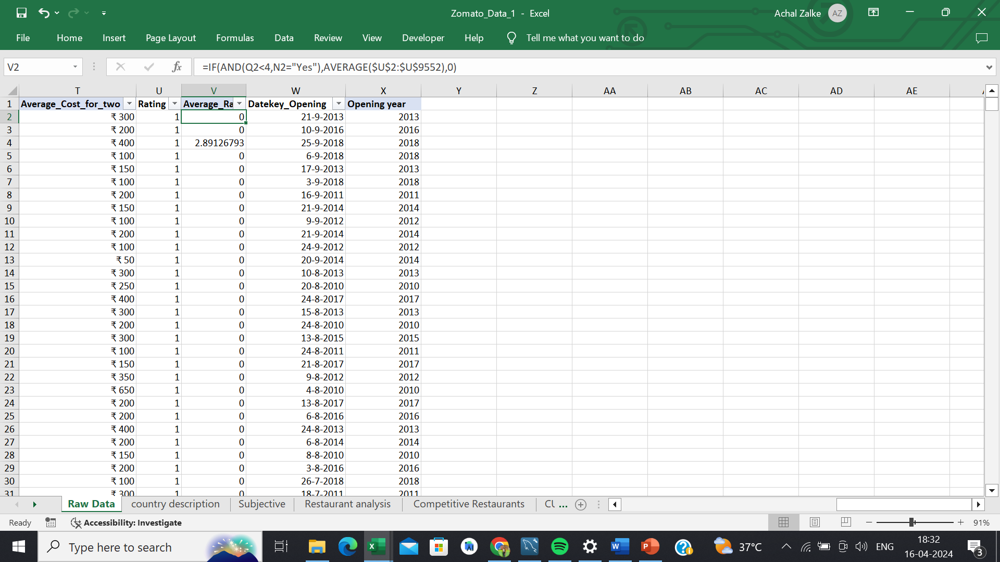 Zomato_Data_1 - Excel
Achal Zalke AZ
File Home Insert Page Layout Formulas Data Review View Developer Help Tell me what you want to do
V2 fx =IF(AND(Q2<4,N2="Yes"),AVERAGE($U$2:$U$9552),0)
T U V W X Y Z AA AB AC AD AE
1 Average_Cost_for_two Rating Average_Ra Datekey_Opening Opening year
2 ₹ 300 1 0 21-9-2013 2013
3 ₹ 200 1 0 10-9-2016 2016
4 ₹ 400 1 2.89126793 25-9-2018 2018
5 ₹ 100 1 0 6-9-2018 2018
6 ₹ 150 1 0 17-9-2013 2013
7 ₹ 100 1 0 3-9-2018 2018
8 ₹ 200 1 0 16-9-2011 2011
9 ₹ 150 1 0 21-9-2014 2014
10 ₹ 100 1 0 9-9-2012 2012
11 ₹ 200 1 0 21-9-2014 2014
12 ₹ 100 1 0 24-9-2012 2012
13 ₹ 50 1 0 20-9-2014 2014
14 ₹ 300 1 0 10-8-2013 2013
15 ₹ 250 1 0 20-8-2010 2010
16 ₹ 400 1 0 24-8-2017 2017
17 ₹ 300 1 0 15-8-2013 2013
18 ₹ 200 1 0 24-8-2010 2010
19 ₹ 300 1 0 13-8-2015 2015
20 ₹ 100 1 0 24-8-2011 2011
21 ₹ 150 1 0 21-8-2017 2017
22 ₹ 350 1 0 9-8-2012 2012
23 ₹ 650 1 0 4-8-2010 2010
24 ₹ 200 1 0 13-8-2017 2017
25 ₹ 200 1 0 6-8-2016 2016
26 ₹ 400 1 0 24-8-2013 2013
27 ₹ 200 1 0 6-8-2014 2014
28 ₹ 150 1 0 8-8-2010 2010
29 ₹ 200 1 0 3-8-2016 2016
30 ₹ 100 1 0 26-7-2018 2018
31 ₹ 300 1 0 18-7-2011 2011
Raw Data country description Subjective Restaurant analysis Competitive Restaurants Cu ...
Ready Accessibility: Investigate 91%
Type here to search 37°C ENG 18:32
16-04-2024 3